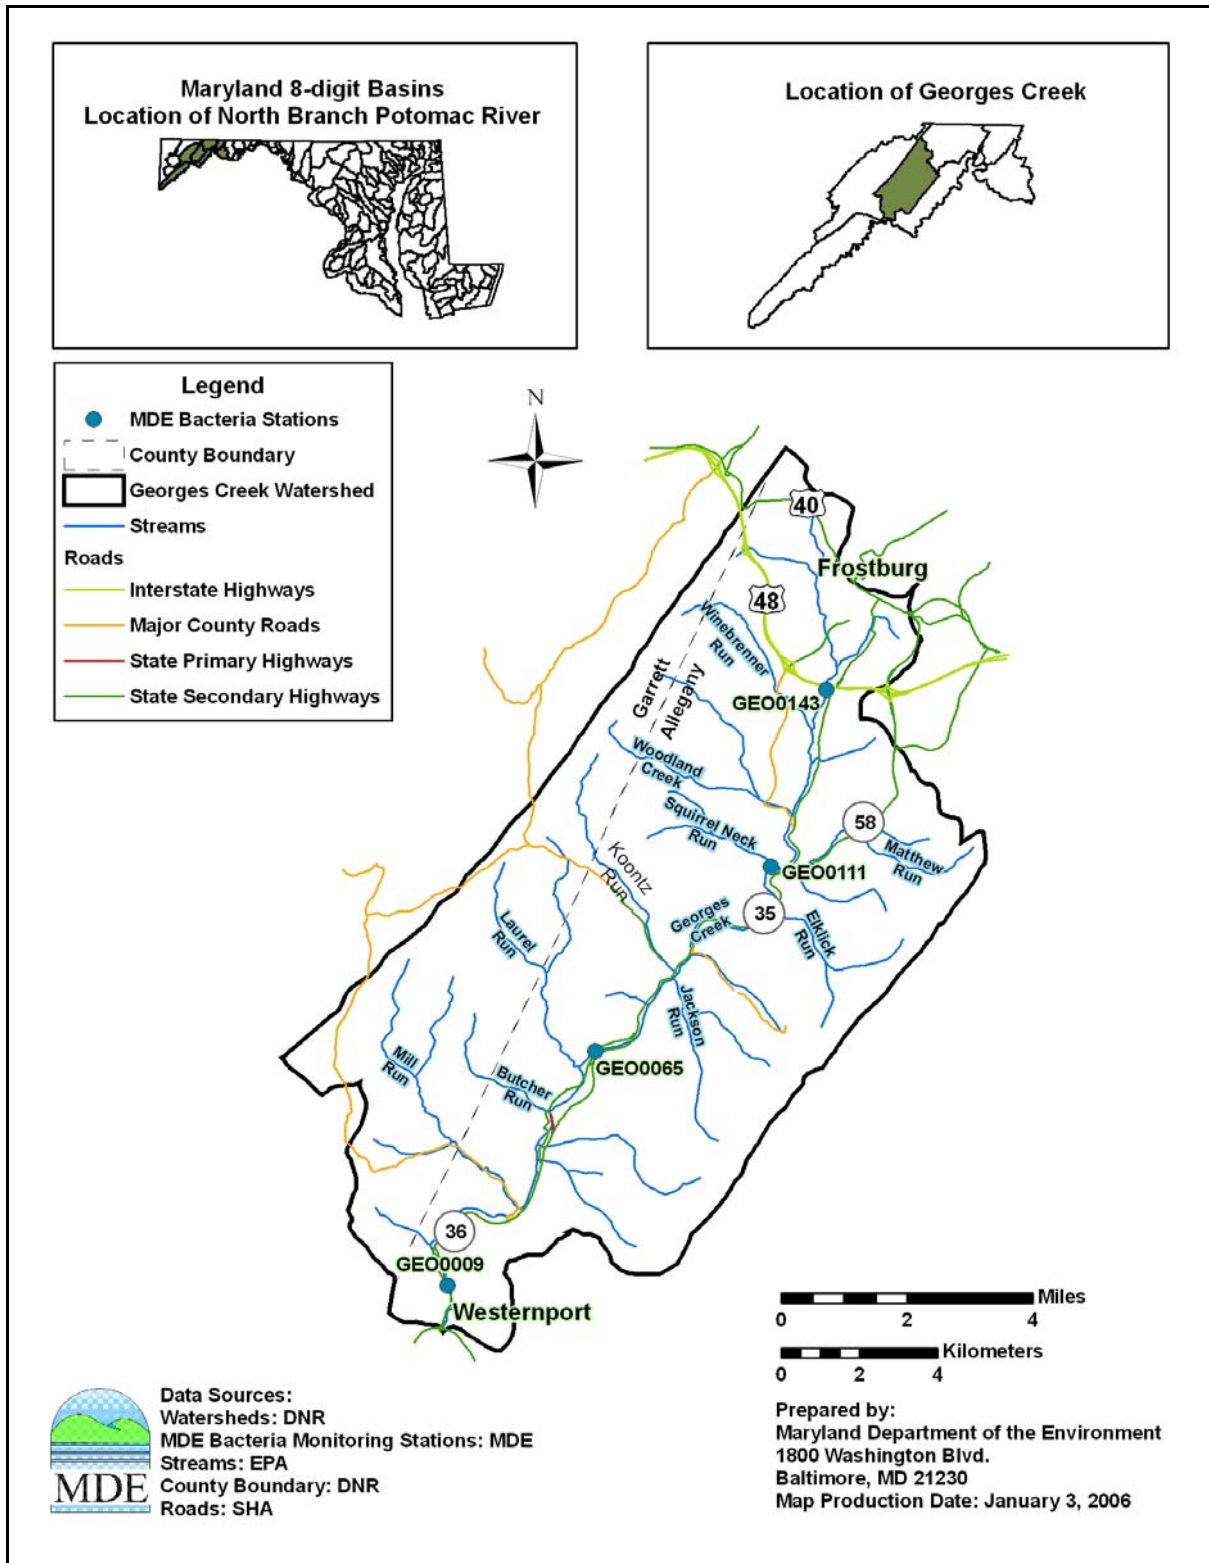 Maryland 8-digit Basins
Location of North Branch Potomac River
Location of Georges Creek
Legend
MDE Bacteria Stations
County Boundary
Georges Creek Watershed
Streams
Roads
Interstate Highways
Major County Roads
State Primary Highways
State Secondary Highways
N
40
Frostburg
48
Winebrenner
Run
Garrett
Allegany
GEO0143
Woodland
Creek
Squirrel Neck
Run
58
Matthew
Run
GEO0111
Koontz
Run
35
Georges
Creek
Elklick
Run
Laurel
Run
Jackson
Run
Mill
Run
GEO0065
Butcher
Run
36
GEO0009
Westernport
Miles
0 2 4
Kilometers
0 2 4
MDE
Data Sources:
Watersheds: DNR
MDE Bacteria Monitoring Stations: MDE
Streams: EPA
County Boundary: DNR
Roads: SHA
Prepared by:
Maryland Department of the Environment
1800 Washington Blvd.
Baltimore, MD 21230
Map Production Date: January 3, 2006